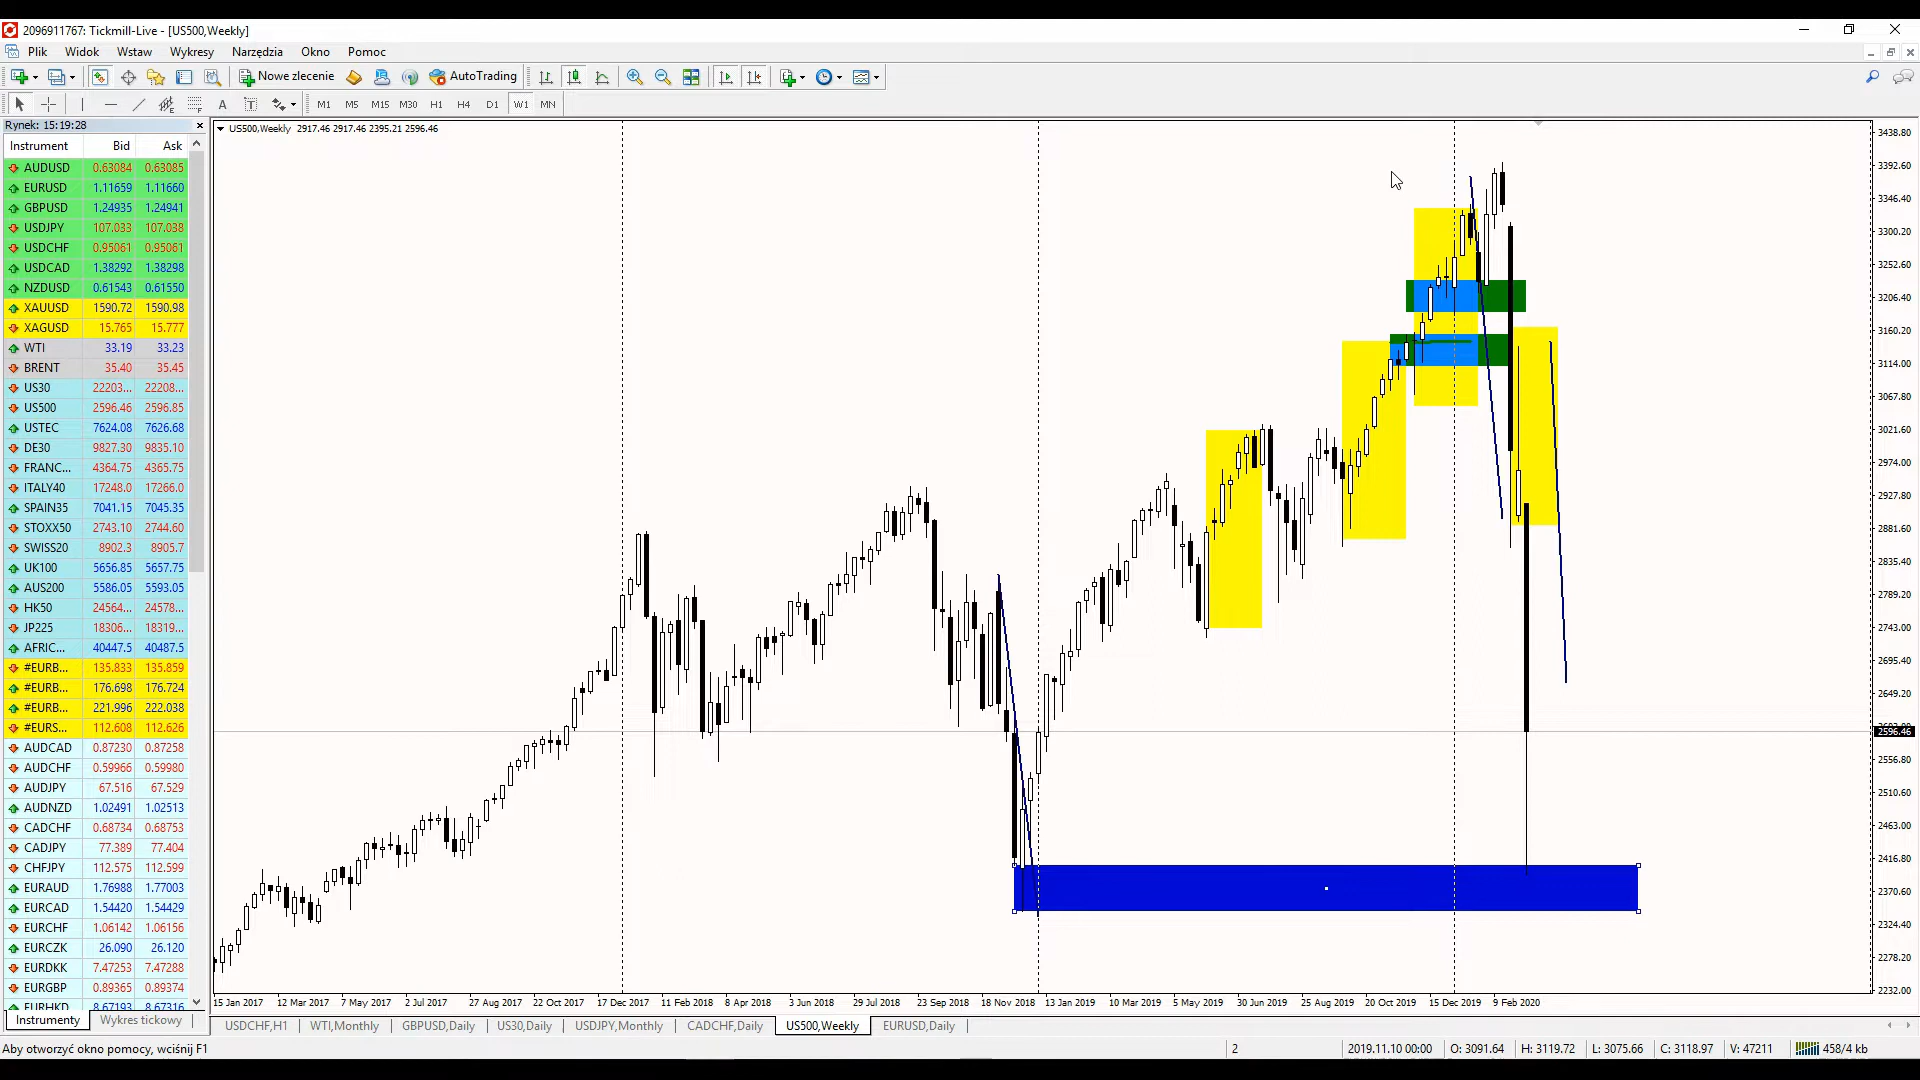 2096911767: Tickmill-Live - [US500,Weekly]
Plik Widok Wstaw Wykresy Narzędzia Okno Pomoc
Nowe zlecenie AutoTrading
A T M1 M5 M15 M30 H1 H4 D1 W1 MN
Rynek: 15:19:28
Instrument Bid Ask
AUDUSD 0.63084 0.63085
EURUSD 1.11659 1.11660
GBPUSD 1.24935 1.24941
USDJPY 107.033 107.038
USDCHF 0.95061 0.95061
USDCAD 1.38292 1.38298
NZDUSD 0.61543 0.61550
XAUUSD 1590.72 1590.98
XAGUSD 15.765 15.777
WTI 33.19 33.23
BRENT 35.40 35.45
US30 22203... 22208...
US500 2596.46 2596.85
USTEC 7624.08 7626.68
DE30 9827.30 9835.10
FRANC... 4364.75 4365.75
ITALY40 17248.0 17266.0
SPAIN35 7041.15 7045.35
STOXX50 2743.10 2744.60
SWISS20 8902.3 8905.7
UK100 5656.85 5657.75
AUS200 5586.05 5593.05
HK50 24564... 24578...
JP225 18306... 18319...
AFRIC... 40447.5 40487.5
#EURB... 135.833 135.859
#EURB... 176.698 176.724
#EURB... 221.996 222.038
#EURS... 112.608 112.626
AUDCAD 0.87230 0.87258
AUDCHF 0.59966 0.59980
AUDJPY 67.516 67.529
AUDNZD 1.02491 1.02513
CADCHF 0.68734 0.68753
CADJPY 77.389 77.404
CHFJPY 112.575 112.599
EURAUD 1.76988 1.77003
EURCAD 1.54420 1.54429
EURCHF 1.06142 1.06156
EURCZK 26.090 26.120
EURDKK 7.47253 7.47288
EURGBP 0.89365 0.89374
EURHKD 8.67193 8.67316
Instrumenty Wykres tickowy
US500,Weekly 2917.46 2917.46 2395.21 2596.46
3438.80
3392.60
3346.40
3300.20
3252.60
3206.40
3160.20
3114.00
3067.80
3021.60
2974.00
2927.80
2881.60
2835.40
2789.20
2743.00
2695.40
2649.20
2596.46
2556.80
2510.60
2463.00
2416.80
2370.60
2324.40
2278.20
2232.00
15 Jan 2017 12 Mar 2017 7 May 2017 2 Jul 2017 27 Aug 2017 22 Oct 2017 17 Dec 2017 11 Feb 2018 8 Apr 2018 3 Jun 2018 29 Jul 2018 23 Sep 2018 18 Nov 2018 13 Jan 2019 10 Mar 2019 5 May 2019 30 Jun 2019 25 Aug 2019 20 Oct 2019 15 Dec 2019 9 Feb 2020
USDCHF,H1 WTI,Monthly GBPUSD,Daily US30,Daily USDJPY,Monthly CADCHF,Daily US500,Weekly EURUSD,Daily
Aby otworzyć okno pomocy, wciśnij F1 2 2019.11.10 00:00 O: 3091.64 H: 3119.72 L: 3075.66 C: 3118.97 V: 47211 458/4 kb